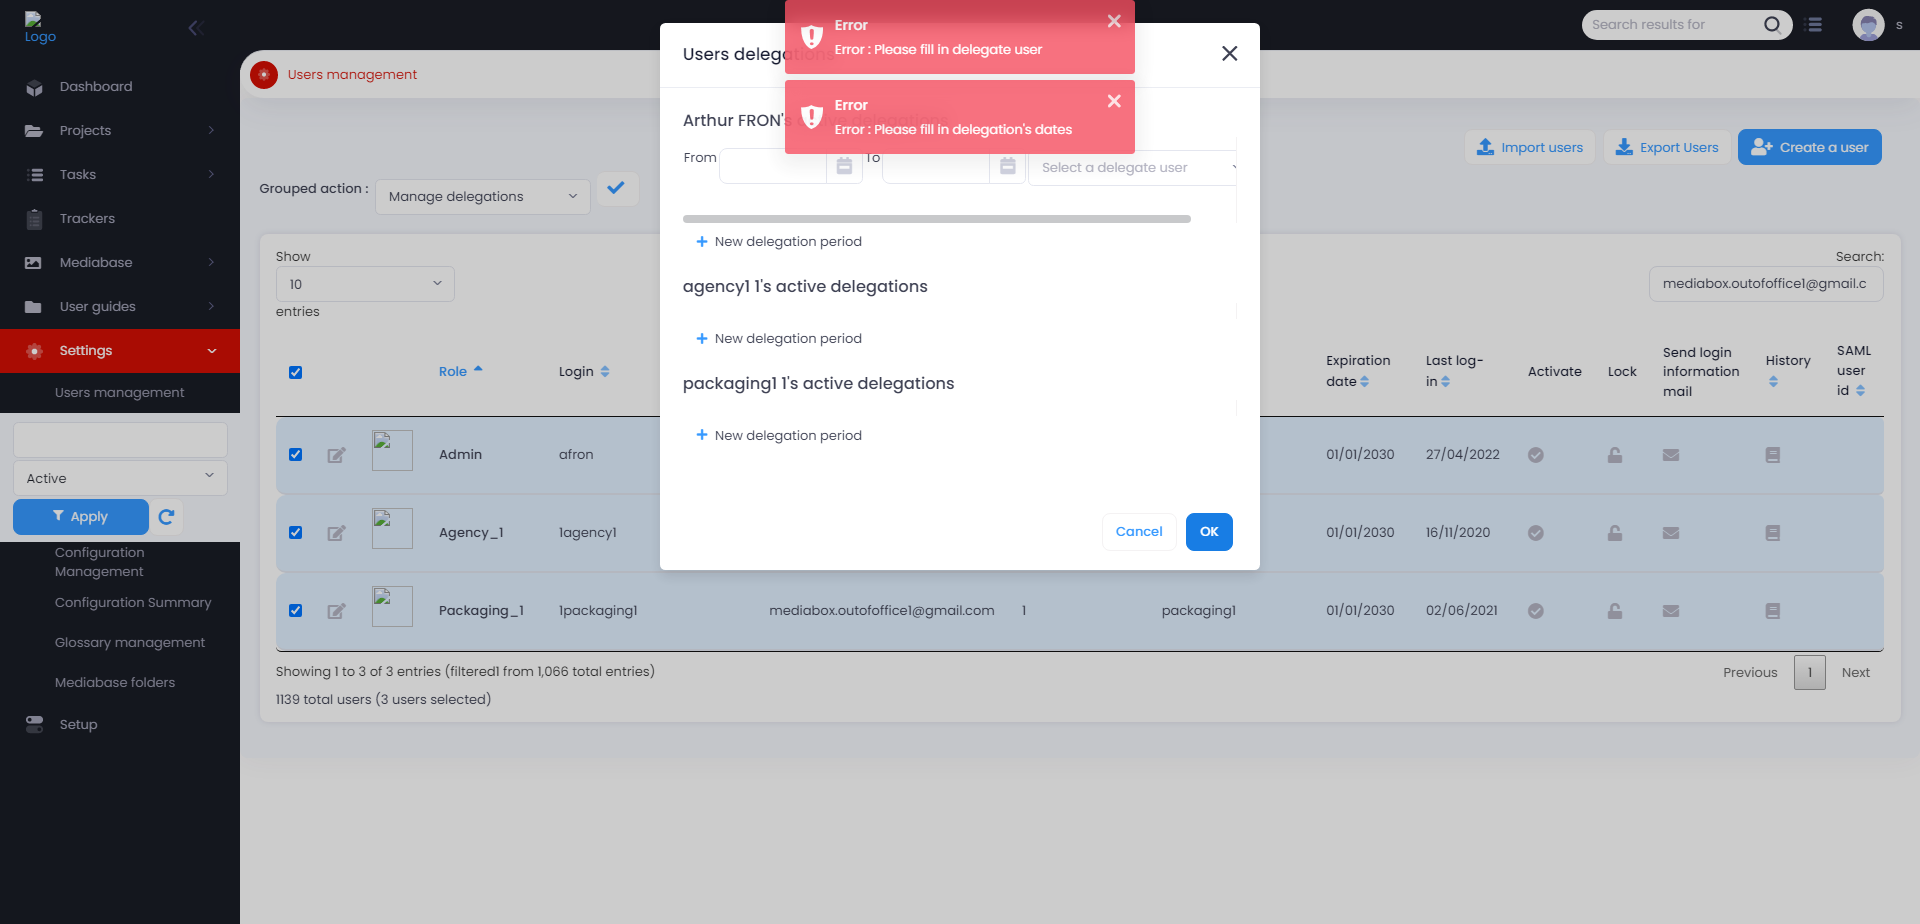 Logo
Search results for
s
Dashboard
Projects
Tasks
Trackers
Mediabase
User guides
Settings
Users management
Active
Apply
Configuration
Management
Configuration Summary
Glossary management
Mediabase folders
Setup
Users management
Import users
Export Users
Create a user
Grouped action :
Manage delegations
Show
10
entries
Search:
mediabox.outofoffice1@gmail.c
Role
Login
Expiration
date
Last log-
in
Activate
Lock
Send login
information
mail
History
SAML
user
id
Admin
afron
01/01/2030
27/04/2022
Agency_1
1agency1
01/01/2030
16/11/2020
Packaging_1
1packaging1
mediabox.outofoffice1@gmail.com
1
packaging1
01/01/2030
02/06/2021
Showing 1 to 3 of 3 entries (filtered1 from 1,066 total entries)
1139 total users (3 users selected)
Previous
1
Next
Users delegations
Error
Error : Please fill in delegate user
Error
Error : Please fill in delegation's dates
Arthur FRON's active delegations
From
To
Select a delegate user
New delegation period
agency1 1's active delegations
New delegation period
packaging1 1's active delegations
New delegation period
Cancel
OK